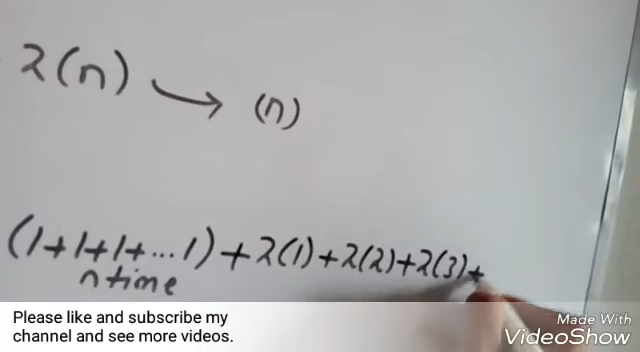 2(n) → (n)
(1+1+1+...1)+2(1)+2(2)+2(3)+
n time
Please like and subscribe my
channel and see more videos.
Made With
VideoShow